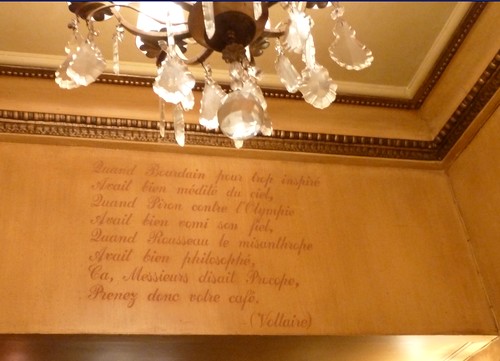 Quand Bourdain pour trop inspiré
Avait bien médité du ciel,
Quand Piron contre l'Olympie
Avait bien vomi son fiel,
Quand Rousseau le misanthrope
Avait bien philosophé,
Ça, Messieurs disait Procope,
Prenez donc votre café.
(Voltaire)